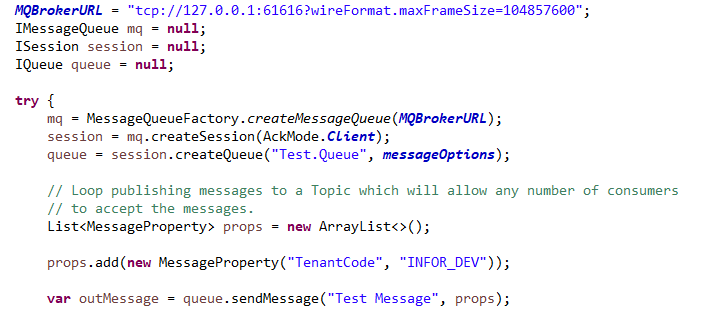 MQBrokerURL = "tcp://127.0.0.1:61616?wireFormat.maxFrameSize=104857600";
IMessageQueue mq = null;
ISession session = null;
IQueue queue = null;

try {
    mq = MessageQueueFactory.createMessageQueue(MQBrokerURL);
    session = mq.createSession(AckMode.Client);
    queue = session.createQueue("Test.Queue", messageOptions);

    // Loop publishing messages to a Topic which will allow any number of consumers
    // to accept the messages.
    List<MessageProperty> props = new ArrayList<>();

    props.add(new MessageProperty("TenantCode", "INFOR_DEV"));

    var outMessage = queue.sendMessage("Test Message", props);